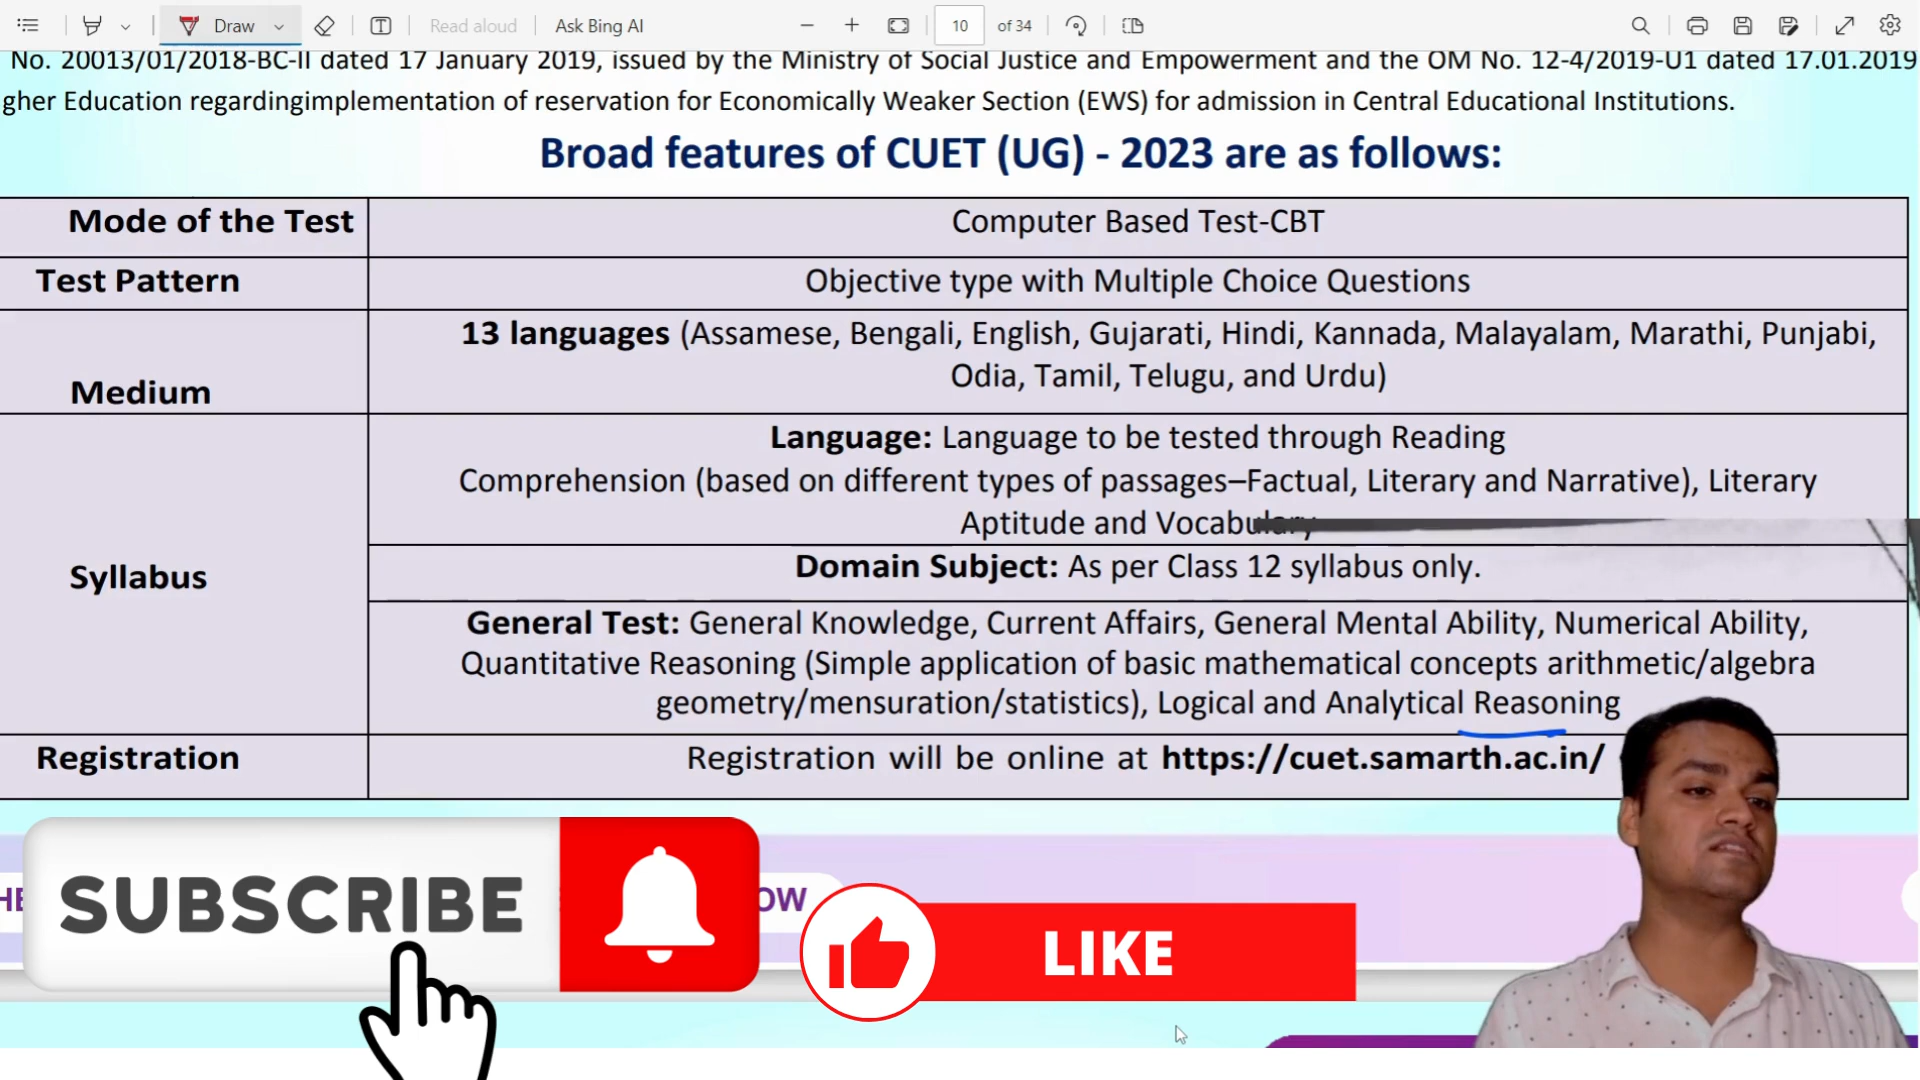 Draw
Read aloud
Ask Bing AI
10 of 34
No. 20013/01/2018-BC-II dated 17 January 2019, issued by the Ministry of Social Justice and Empowerment and the OM No. 12-4/2019-U1 dated 17.01.2019
gher Education regardingimplementation of reservation for Economically Weaker Section (EWS) for admission in Central Educational Institutions.
Broad features of CUET (UG) - 2023 are as follows:
Mode of the Test
Computer Based Test-CBT
Test Pattern
Objective type with Multiple Choice Questions
Medium
13 languages (Assamese, Bengali, English, Gujarati, Hindi, Kannada, Malayalam, Marathi, Punjabi,
Odia, Tamil, Telugu, and Urdu)
Syllabus
Language: Language to be tested through Reading
Comprehension (based on different types of passages–Factual, Literary and Narrative), Literary
Aptitude and Vocabulary
Domain Subject: As per Class 12 syllabus only.
General Test: General Knowledge, Current Affairs, General Mental Ability, Numerical Ability,
Quantitative Reasoning (Simple application of basic mathematical concepts arithmetic/algebra
geometry/mensuration/statistics), Logical and Analytical Reasoning
Registration
Registration will be online at https://cuet.samarth.ac.in/
SUBSCRIBE
OW
LIKE